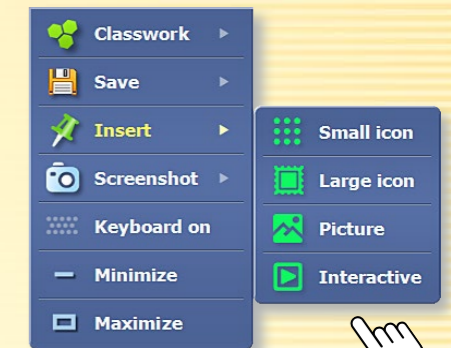 Classwork
Save
Insert
Screenshot
Keyboard on
Minimize
Maximize
Small icon
Large icon
Picture
Interactive